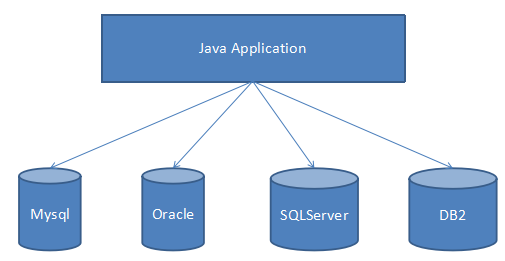 Java Application
Mysql
Oracle
SQLServer
DB2